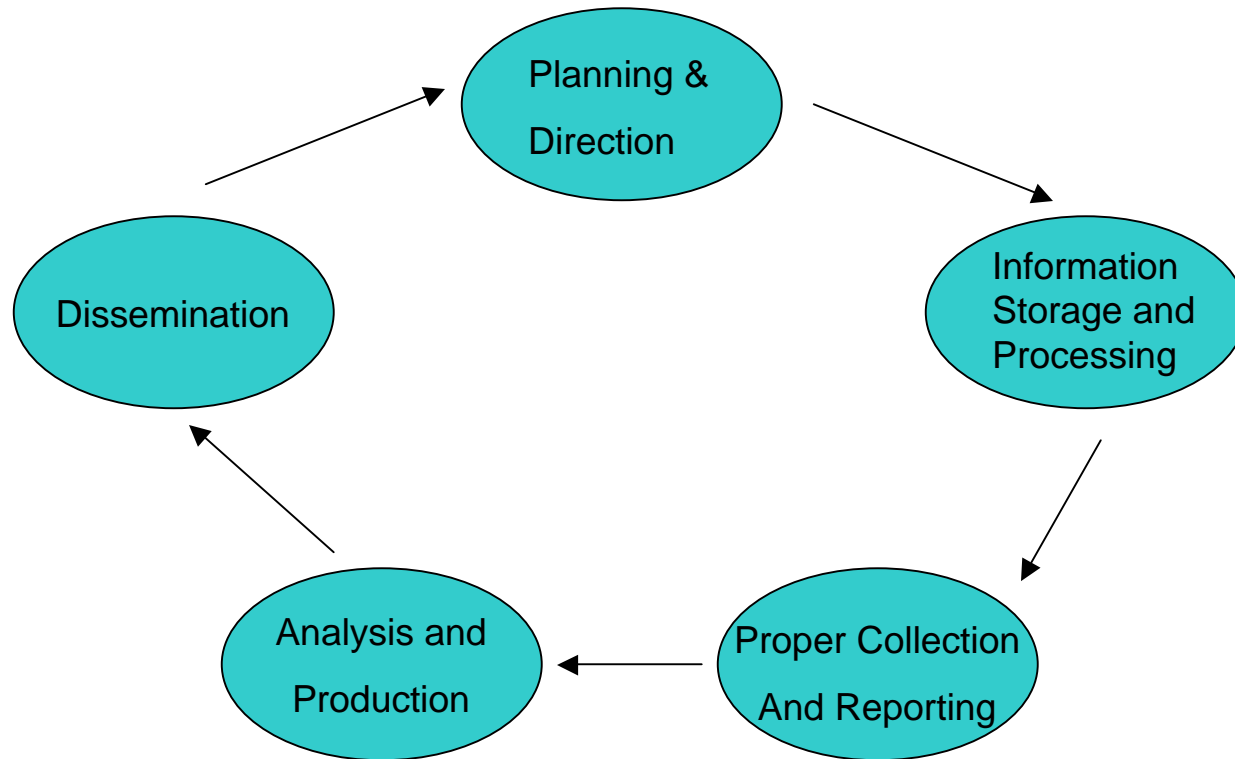 Planning &
Direction
Information
Storage and
Processing
Proper Collection
And Reporting
Analysis and
Production
Dissemination